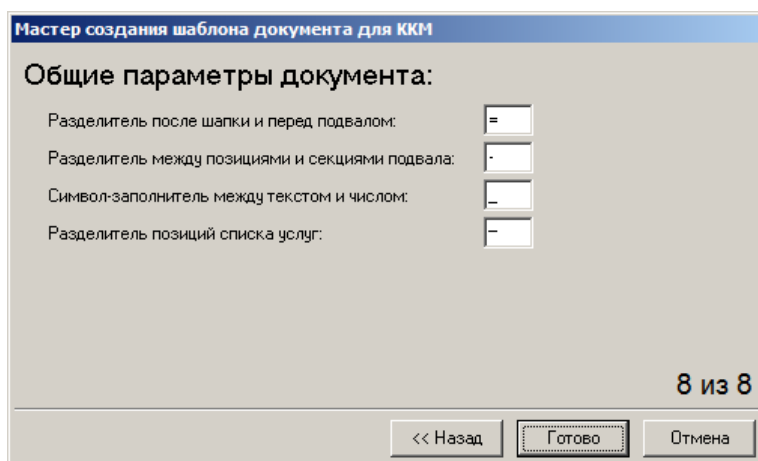 Мастер создания шаблона документа для ККМ
Общие параметры документа:
Разделитель после шапки и перед подвалом: =
Разделитель между позициями и секциями подвала: -
Символ-заполнитель между текстом и числом: _
Разделитель позиций списка услуг: –
8 из 8
<< Назад Готово Отмена